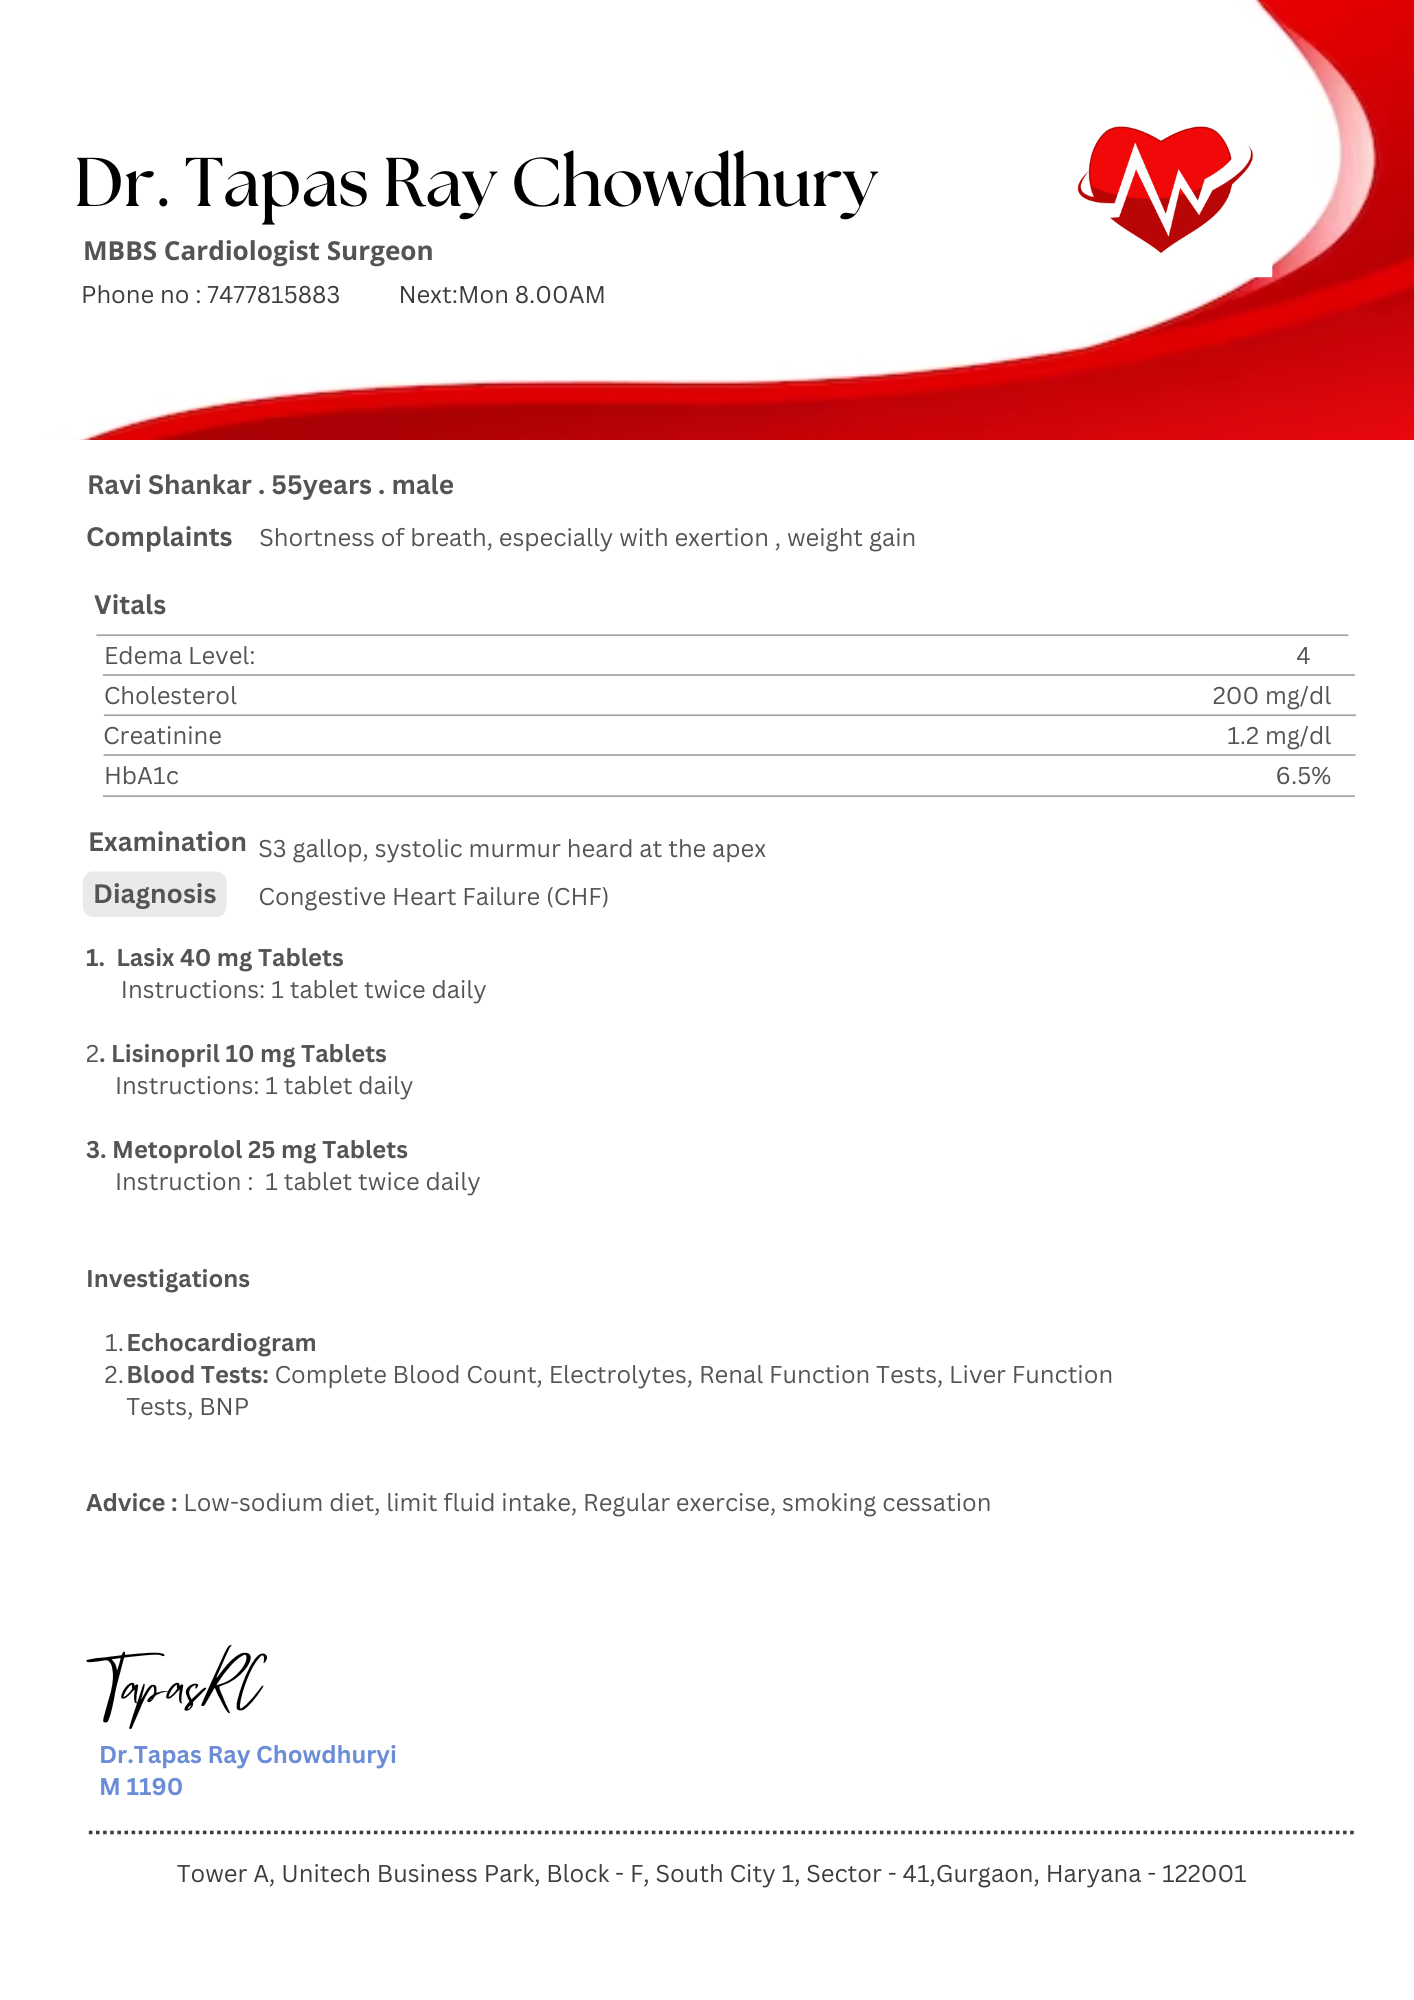 Dr. Tapas Ray Chowdhury
MBBS Cardiologist Surgeon
Phone no : 7477815883 Next:Mon 8.00AM
Ravi Shankar . 55years . male
Complaints Shortness of breath, especially with exertion , weight gain
Vitals
Edema Level: 4
Cholesterol 200 mg/dl
Creatinine 1.2 mg/dl
HbA1c 6.5%
Examination S3 gallop, systolic murmur heard at the apex
Diagnosis Congestive Heart Failure (CHF)
1. Lasix 40 mg Tablets
Instructions: 1 tablet twice daily
2. Lisinopril 10 mg Tablets
Instructions: 1 tablet daily
3. Metoprolol 25 mg Tablets
Instruction : 1 tablet twice daily
Investigations
1. Echocardiogram
2. Blood Tests: Complete Blood Count, Electrolytes, Renal Function Tests, Liver Function
Tests, BNP
Advice : Low-sodium diet, limit fluid intake, Regular exercise, smoking cessation
TapasRC
Dr.Tapas Ray Chowdhuryi
M 1190
Tower A, Unitech Business Park, Block - F, South City 1, Sector - 41,Gurgaon, Haryana - 122001